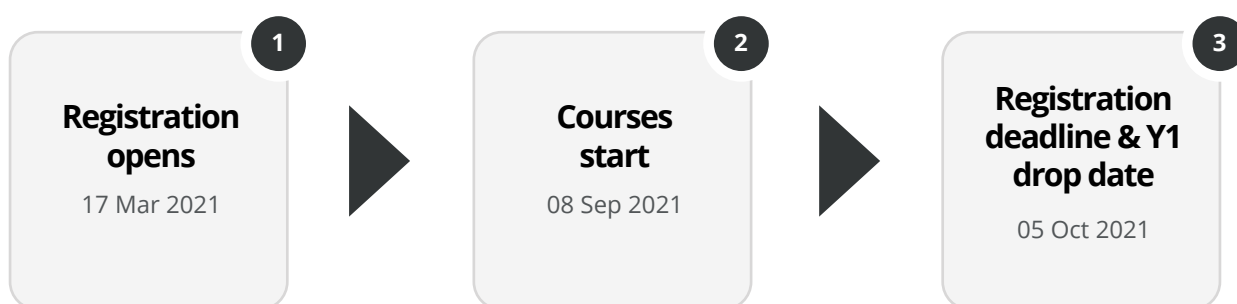 1
Registration
opens
17 Mar 2021
2
Courses
start
08 Sep 2021
3
Registration
deadline & Y1
drop date
05 Oct 2021